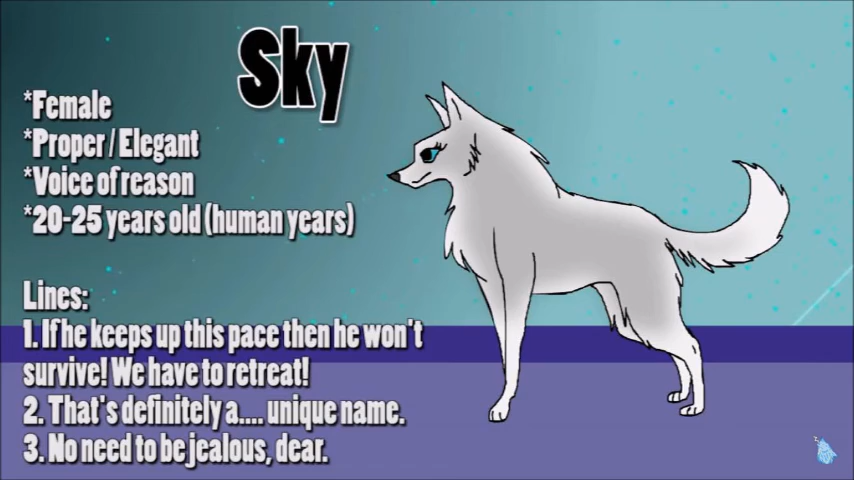 Sky
*Female
*Proper / Elegant
*Voice of reason
*20-25 years old (human years)
Lines:
1. If he keeps up this pace then he won't
survive! We have to retreat!
2. That's definitely a.... unique name.
3. No need to be jealous, dear.